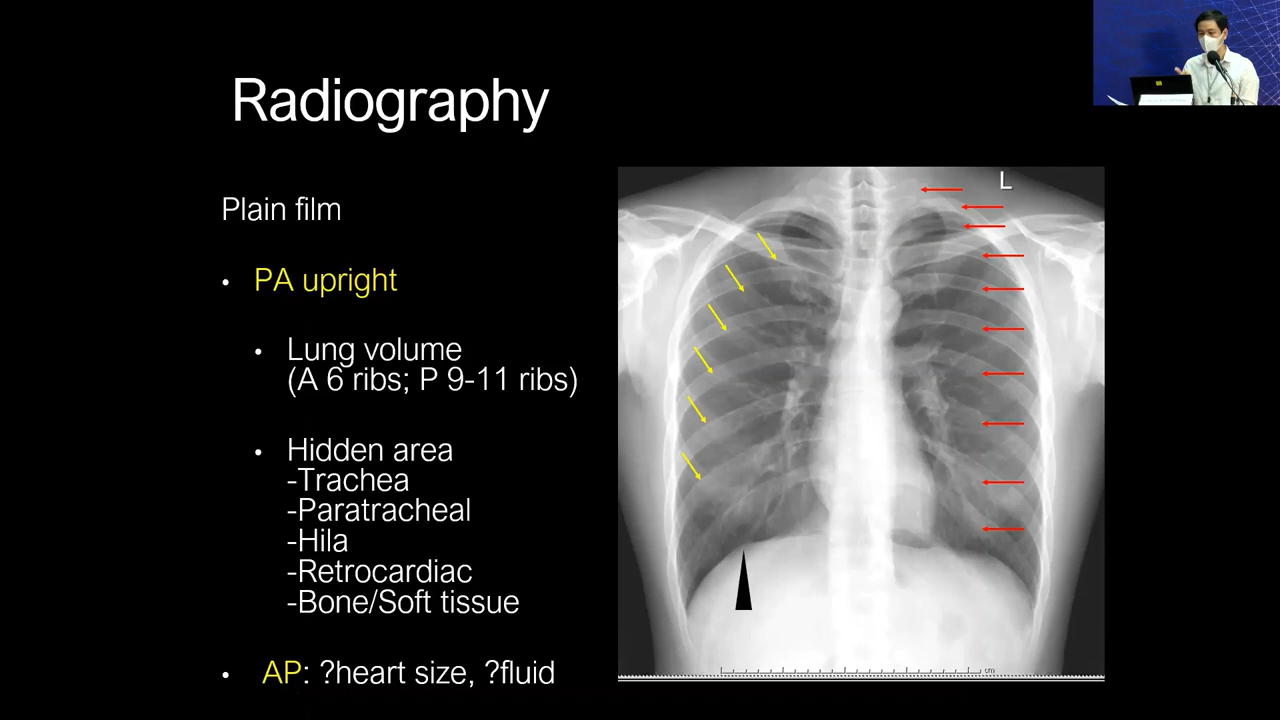 Radiography
Plain film
• PA upright
• Lung volume
(A 6 ribs; P 9-11 ribs)
• Hidden area
-Trachea
-Paratracheal
-Hila
-Retrocardiac
-Bone/Soft tissue
• AP: ?heart size, ?fluid
L
cm